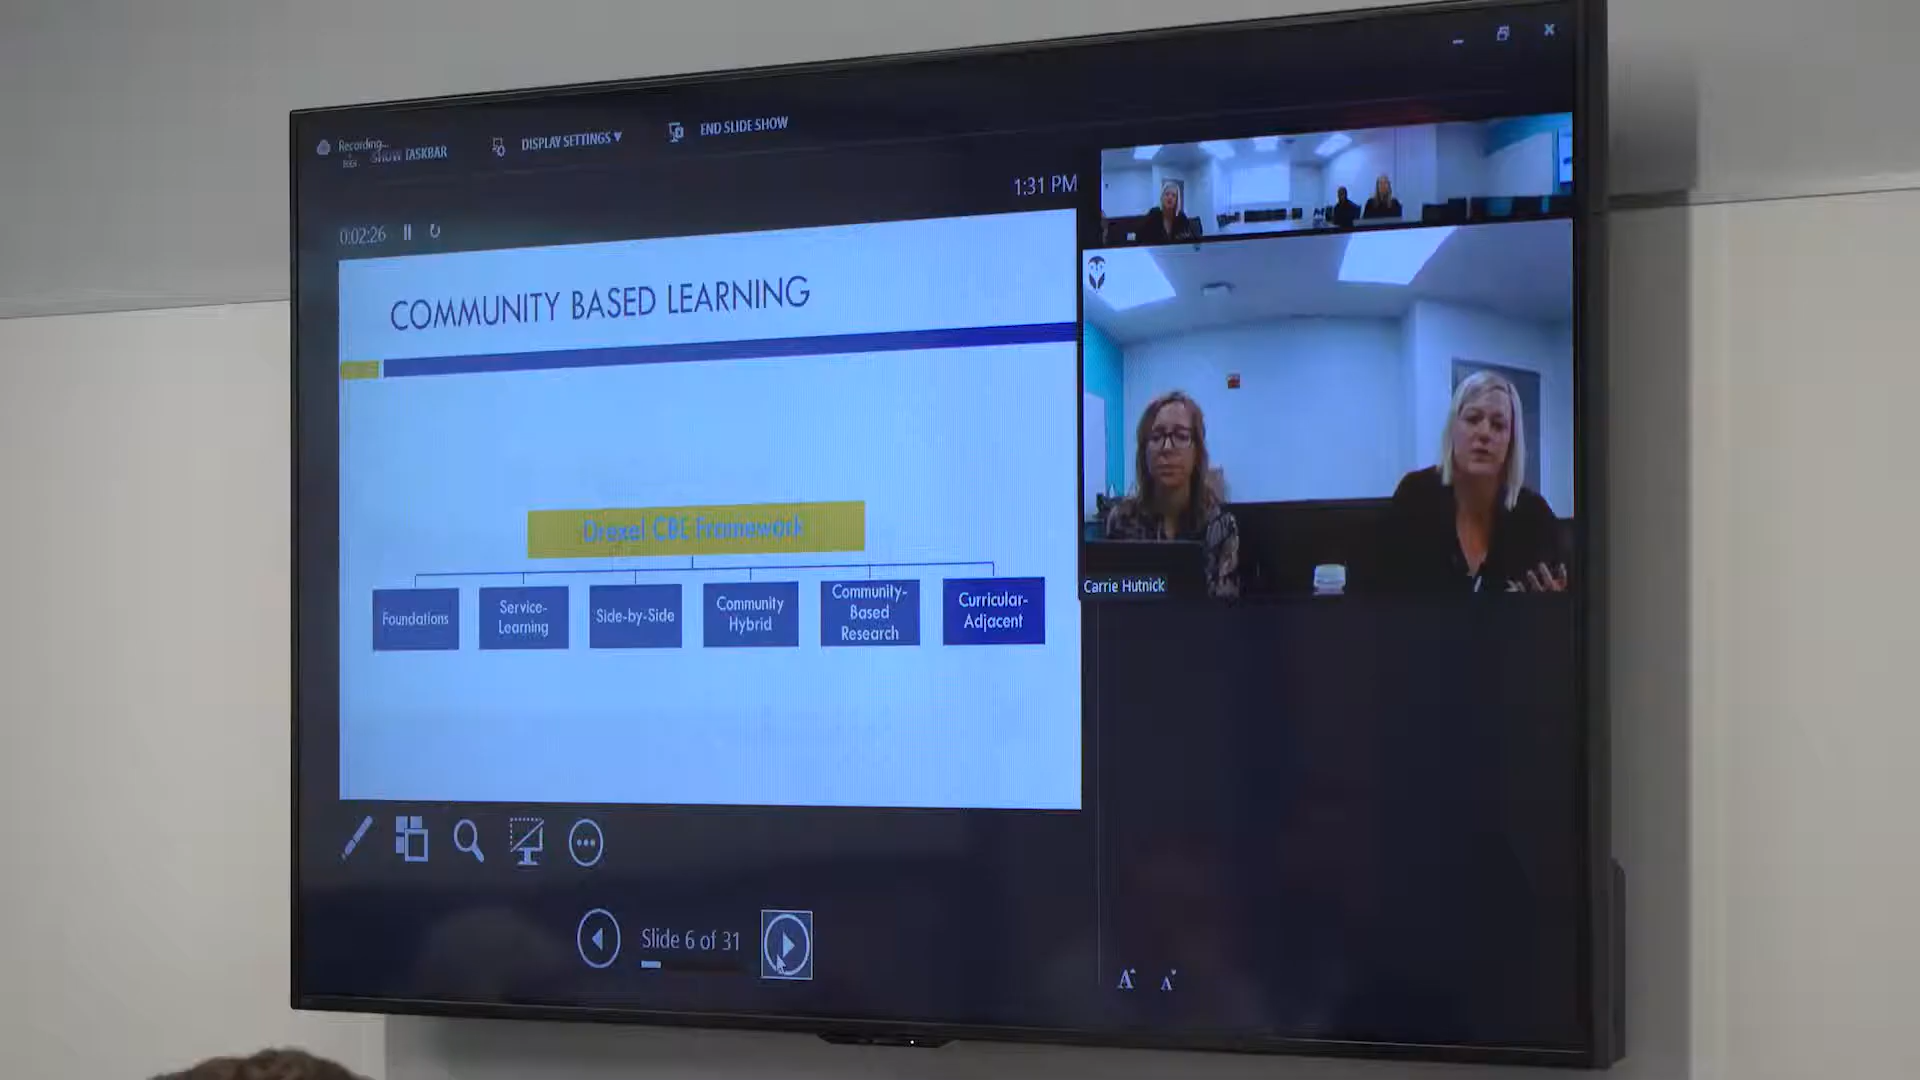 Recording...
SHOW TASKBAR
DISPLAY SETTINGS ▼
END SLIDE SHOW
1:31 PM
0:02:26
COMMUNITY BASED LEARNING
Drexel CBE Framework
Foundations
Service-
Learning
Side-by-Side
Community
Hybrid
Community-
Based
Research
Curricular-
Adjacent
Carrie Hutnick
Slide 6 of 31
A A